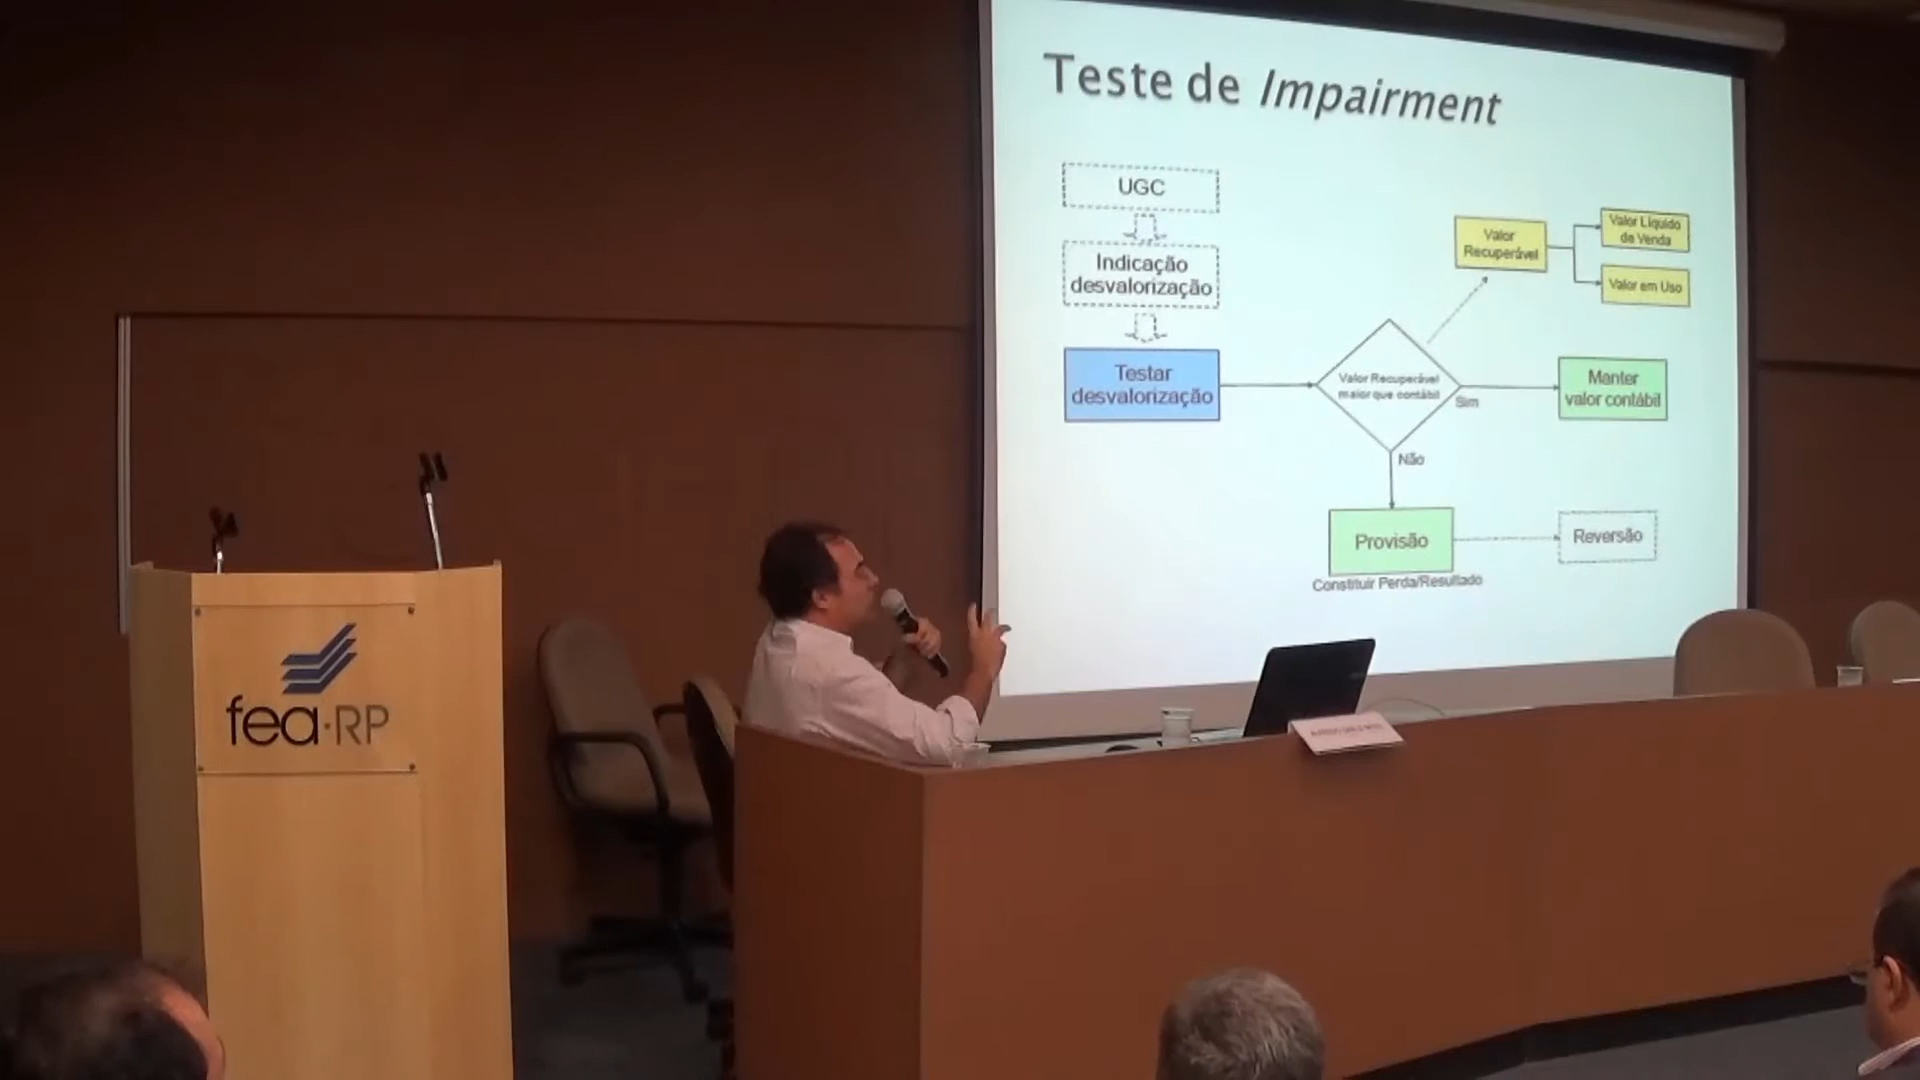 Teste de Impairment
UGC
Indicação
desvalorização
Testar
desvalorização
Valor Recuperável
maior que contábil
Sim
Não
Valor
Recuperável
Valor Líquido
de Venda
Valor em Uso
Manter
valor contábil
Provisão
Constituir Perda/Resultado
Reversão
fea-RP